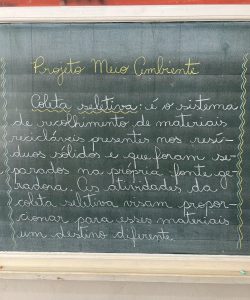 Projeto Meio Ambiente
Coleta seletiva: é o sistema
de recolhimento de materiais
recicláveis presentes nos resí-
duos sólidos e que foram se-
parados na própria fonte ge-
radora. As atividades da
coleta seletiva visam propor-
cionar para esses materiais
um destino diferente.